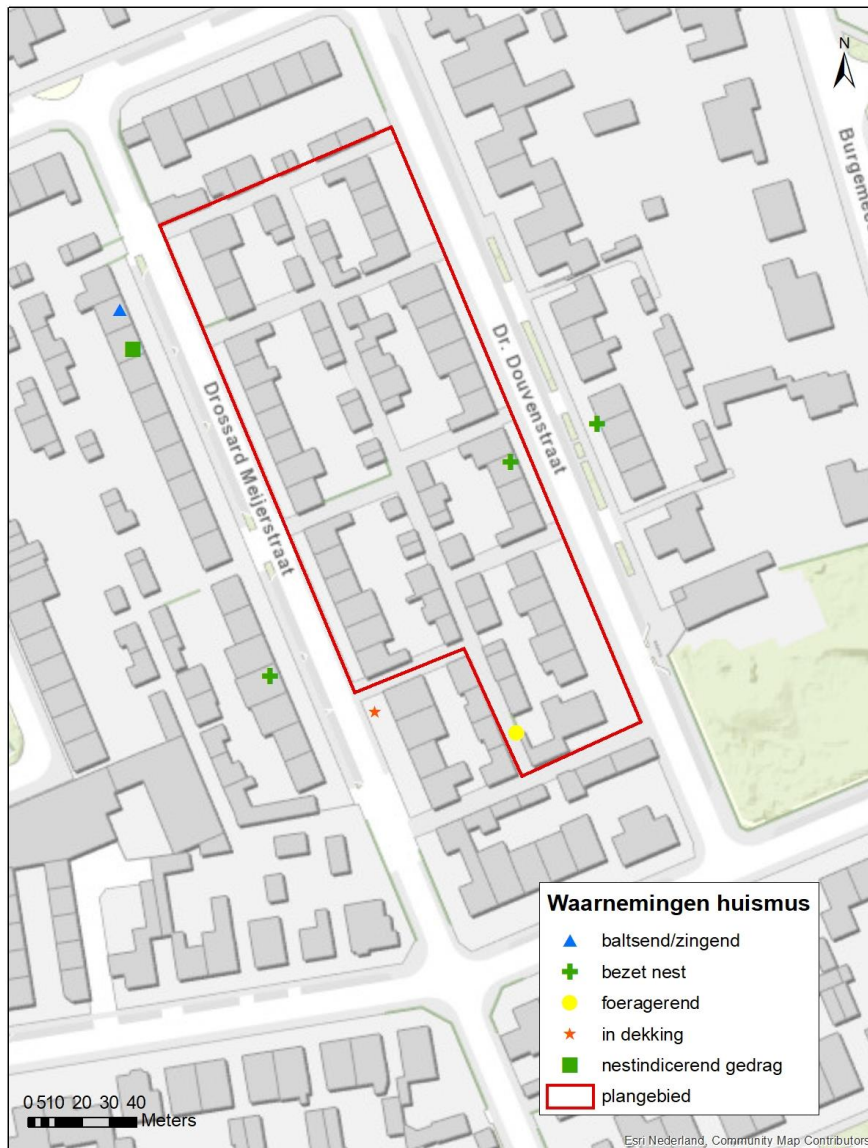 N
Burgemee
Dr. Douvenstraat
Drossard Meijerstraat
Waarnemingen huismus
baltsend/zingend
bezet nest
foeragerend
in dekking
nestindicerend gedrag
plangebied
0 5 10 20 30 40
Meters
Esri Nederland, Community Map Contributors